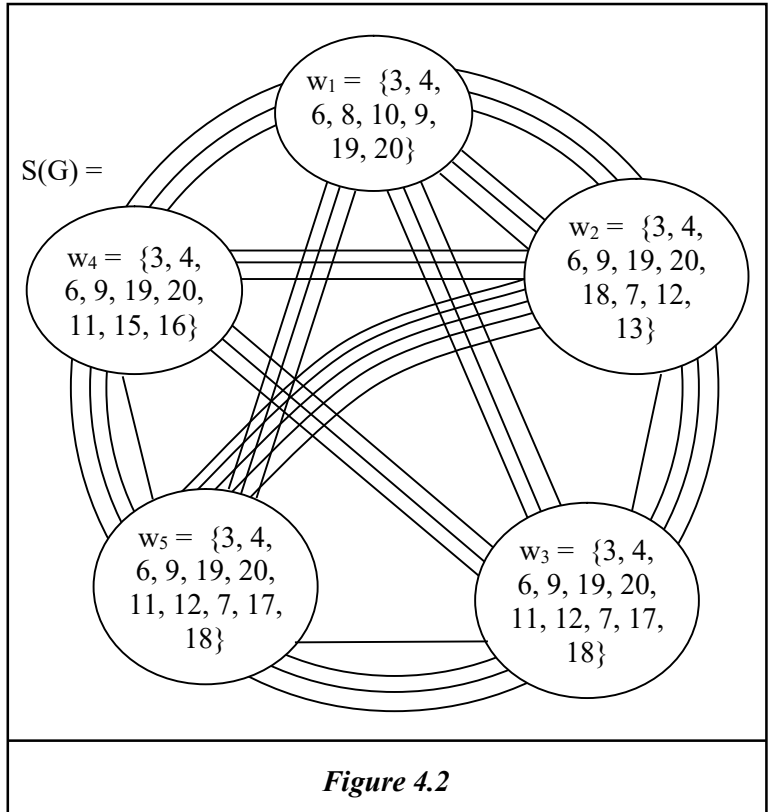 w₁ = {3, 4,
6, 8, 10, 9,
19, 20}
S(G) =
w₂ = {3, 4,
6, 9, 19, 20,
18, 7, 12,
13}
w₄ = {3, 4,
6, 9, 19, 20,
11, 15, 16}
w₅ = {3, 4,
6, 9, 19, 20,
11, 12, 7, 17,
18}
w₃ = {3, 4,
6, 9, 19, 20,
11, 12, 7, 17,
18}
Figure 4.2